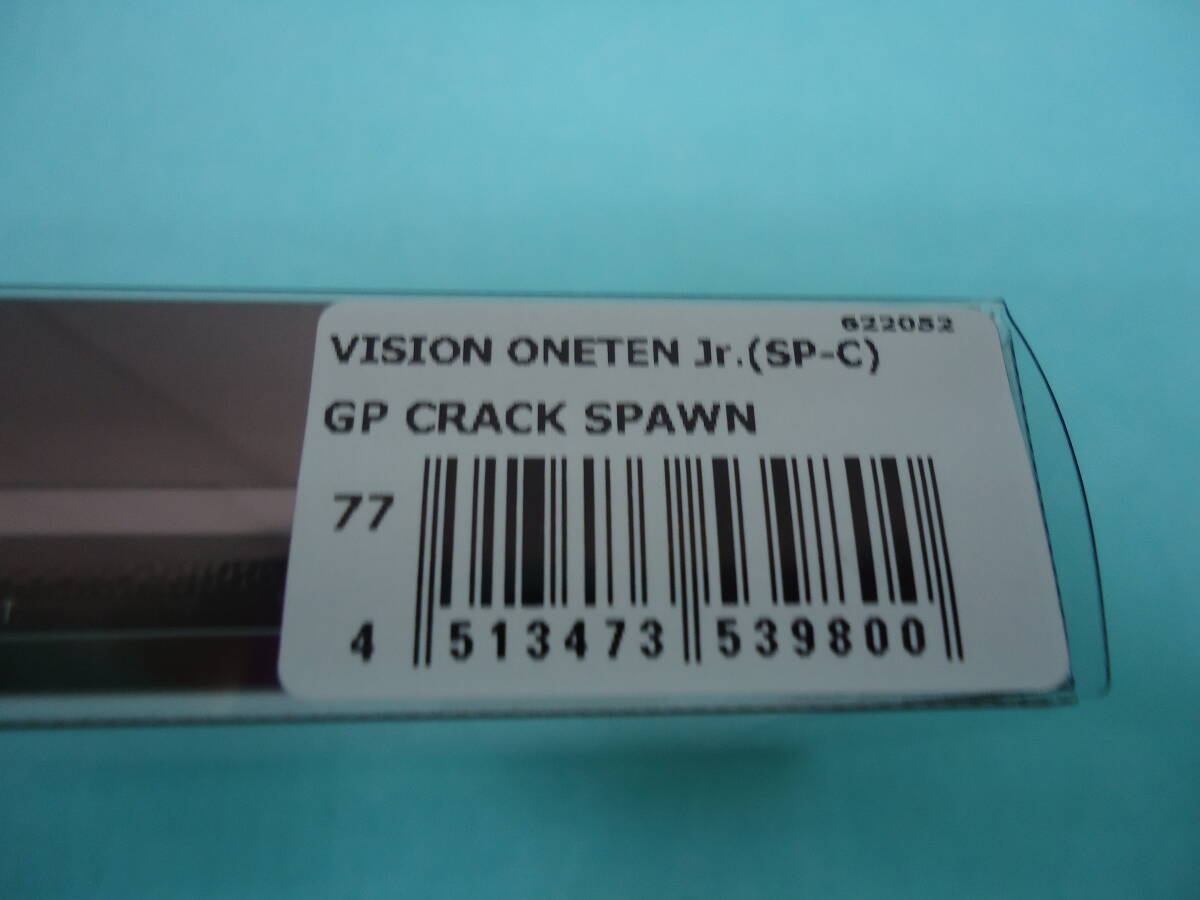 622052
VISION ONETEN Jr.(SP-C)
GP CRACK SPAWN
77
4 513473 539800